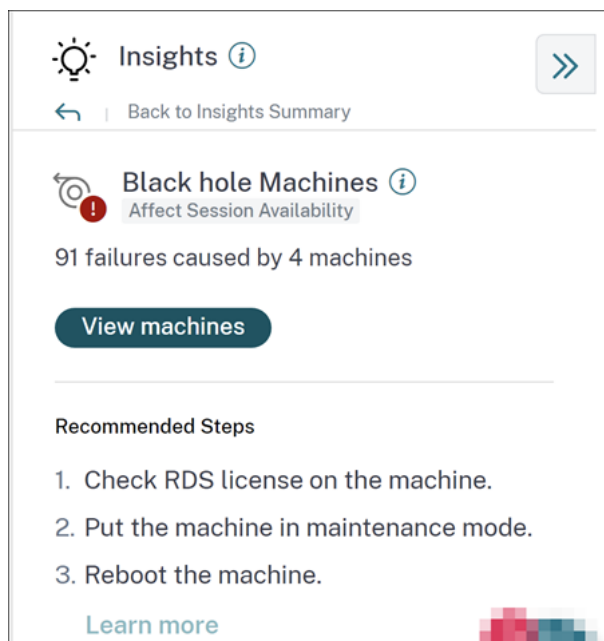 Insights
Back to Insights Summary
Black hole Machines
Affect Session Availability
91 failures caused by 4 machines
View machines
Recommended Steps
1. Check RDS license on the machine.
2. Put the machine in maintenance mode.
3. Reboot the machine.
Learn more